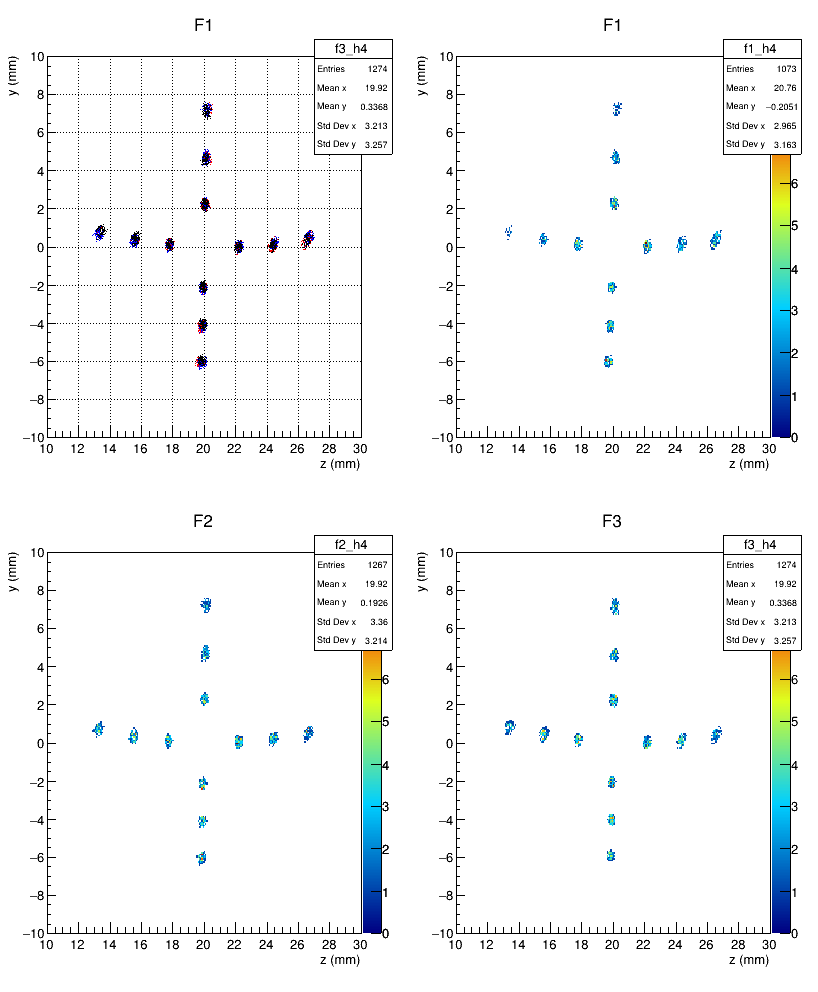 F1
f3_h4
Entries 1274
Mean x 19.92
Mean y 0.3368
Std Dev x 3.213
Std Dev y 3.257
y (mm)
10
8
6
4
2
0
−2
−4
−6
−8
−10
10 12 14 16 18 20 22 24 26 28 30
z (mm)
F1
f1_h4
Entries 1073
Mean x 20.76
Mean y −0.2051
Std Dev x 2.965
Std Dev y 3.163
y (mm)
10
8
6
4
2
0
−2
−4
−6
−8
−10
10 12 14 16 18 20 22 24 26 28 30
z (mm)
6
5
4
3
2
1
0
F2
f2_h4
Entries 1267
Mean x 19.92
Mean y 0.1926
Std Dev x 3.36
Std Dev y 3.214
y (mm)
10
8
6
4
2
0
−2
−4
−6
−8
−10
10 12 14 16 18 20 22 24 26 28 30
z (mm)
6
5
4
3
2
1
0
F3
f3_h4
Entries 1274
Mean x 19.92
Mean y 0.3368
Std Dev x 3.213
Std Dev y 3.257
y (mm)
10
8
6
4
2
0
−2
−4
−6
−8
−10
10 12 14 16 18 20 22 24 26 28 30
z (mm)
6
5
4
3
2
1
0